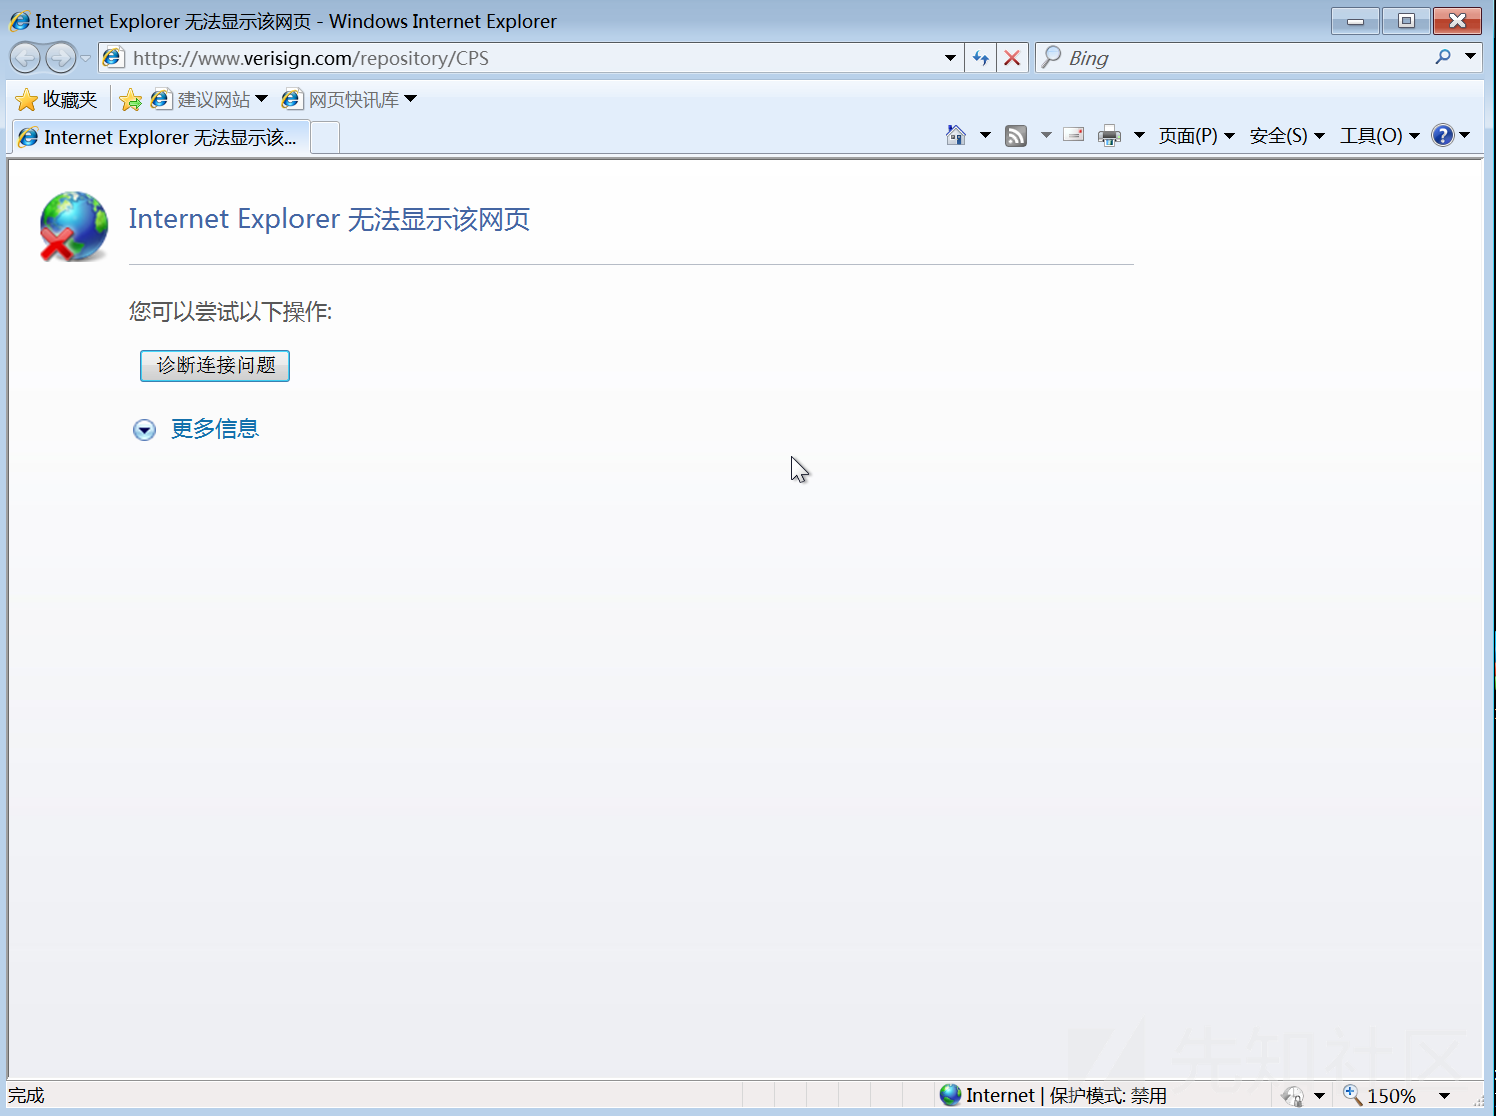 Internet Explorer 无法显示该网页 - Windows Internet Explorer
https://www.verisign.com/repository/CPS
Bing
收藏夹
建议网站
网页快讯库
Internet Explorer 无法显示该...
页面(P)
安全(S)
工具(O)
Internet Explorer 无法显示该网页
您可以尝试以下操作:
诊断连接问题
更多信息
先知社区
完成
Internet | 保护模式: 禁用
150%